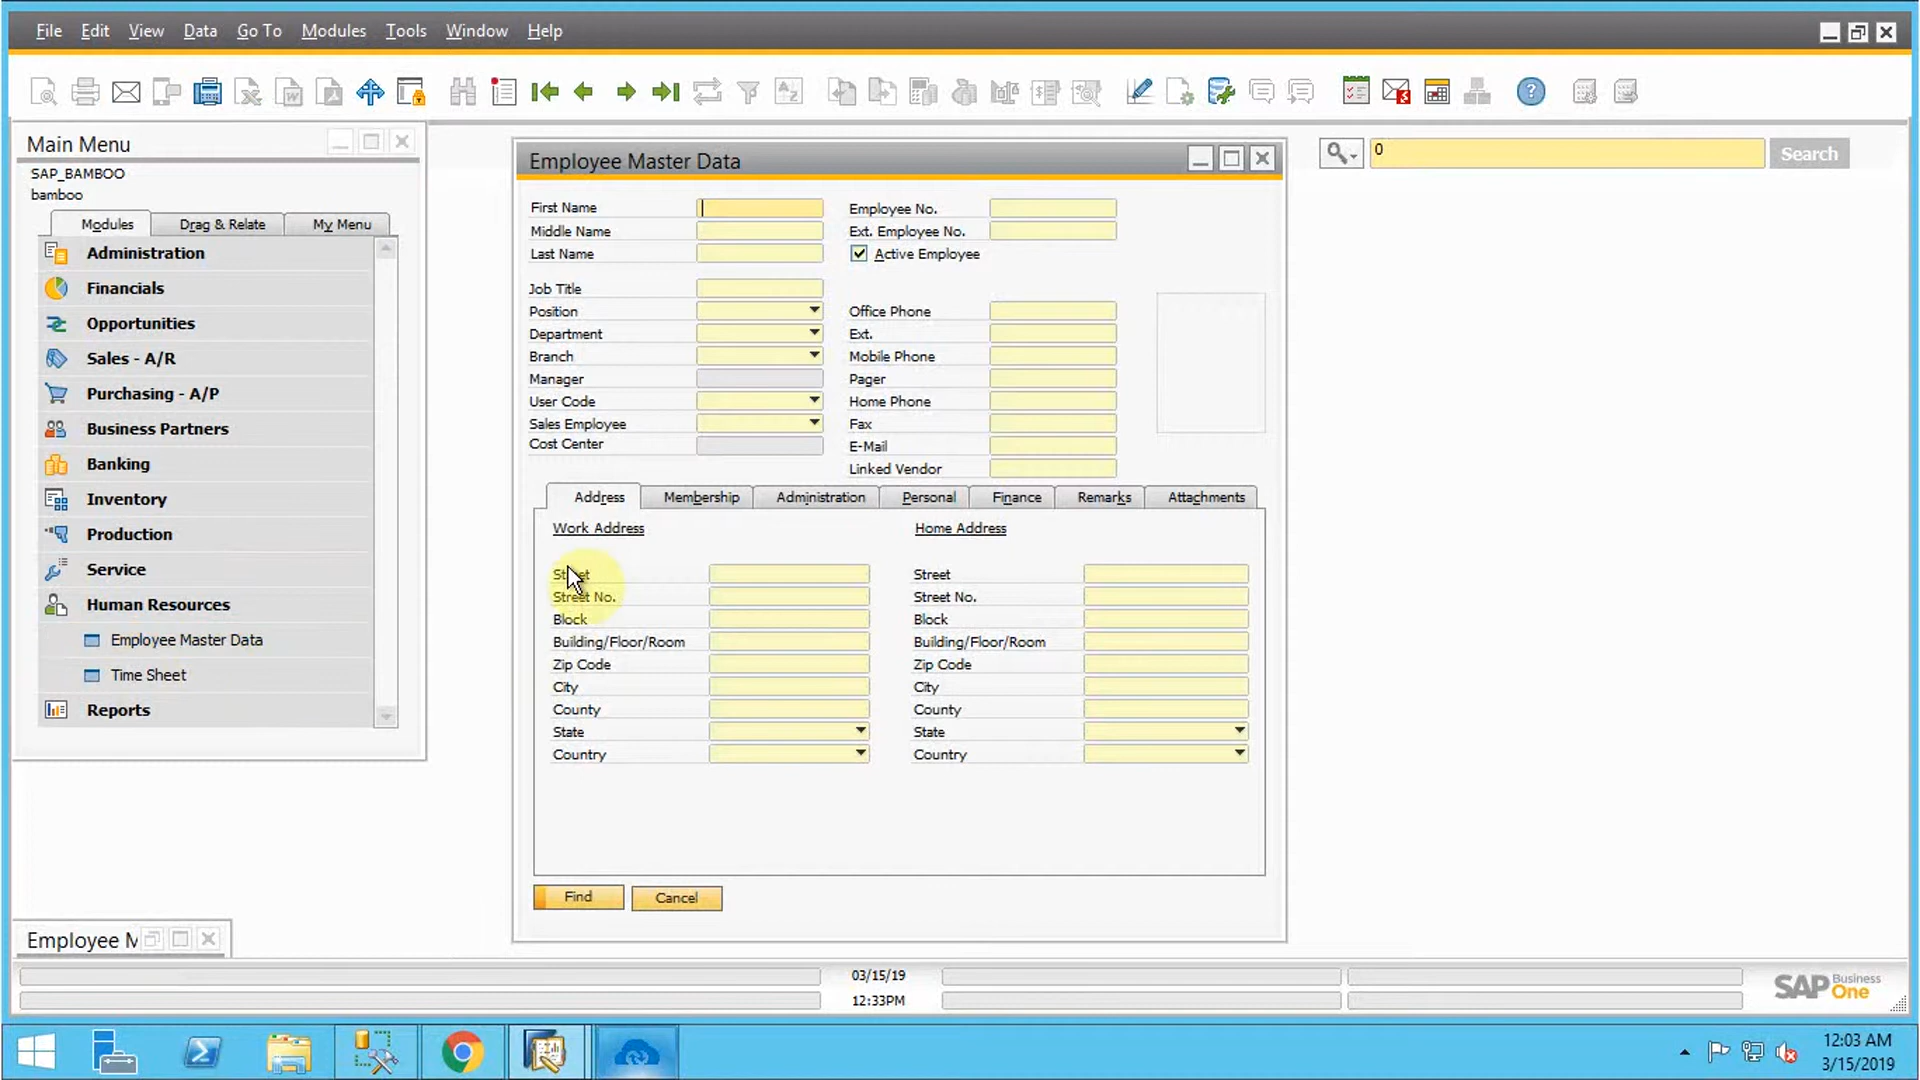 File Edit View Data Go To Modules Tools Window Help
Main Menu
SAP_BAMBOO
bamboo
Modules Drag & Relate My Menu
Administration
Financials
Opportunities
Sales - A/R
Purchasing - A/P
Business Partners
Banking
Inventory
Production
Service
Human Resources
Employee Master Data
Time Sheet
Reports
Employee Master Data
First Name Employee No.
Middle Name Ext. Employee No.
Last Name Active Employee
Job Title
Position Office Phone
Department Ext.
Branch Mobile Phone
Manager Pager
User Code Home Phone
Sales Employee Fax
Cost Center E-Mail
Linked Vendor
Address Membership Administration Personal Finance Remarks Attachments
Work Address Home Address
Street Street
Street No. Street No.
Block Block
Building/Floor/Room Building/Floor/Room
Zip Code Zip Code
City City
County County
State State
Country Country
Find Cancel
0 Search
Employee M
03/15/19
12:33PM
SAP Business One
12:03 AM
3/15/2019